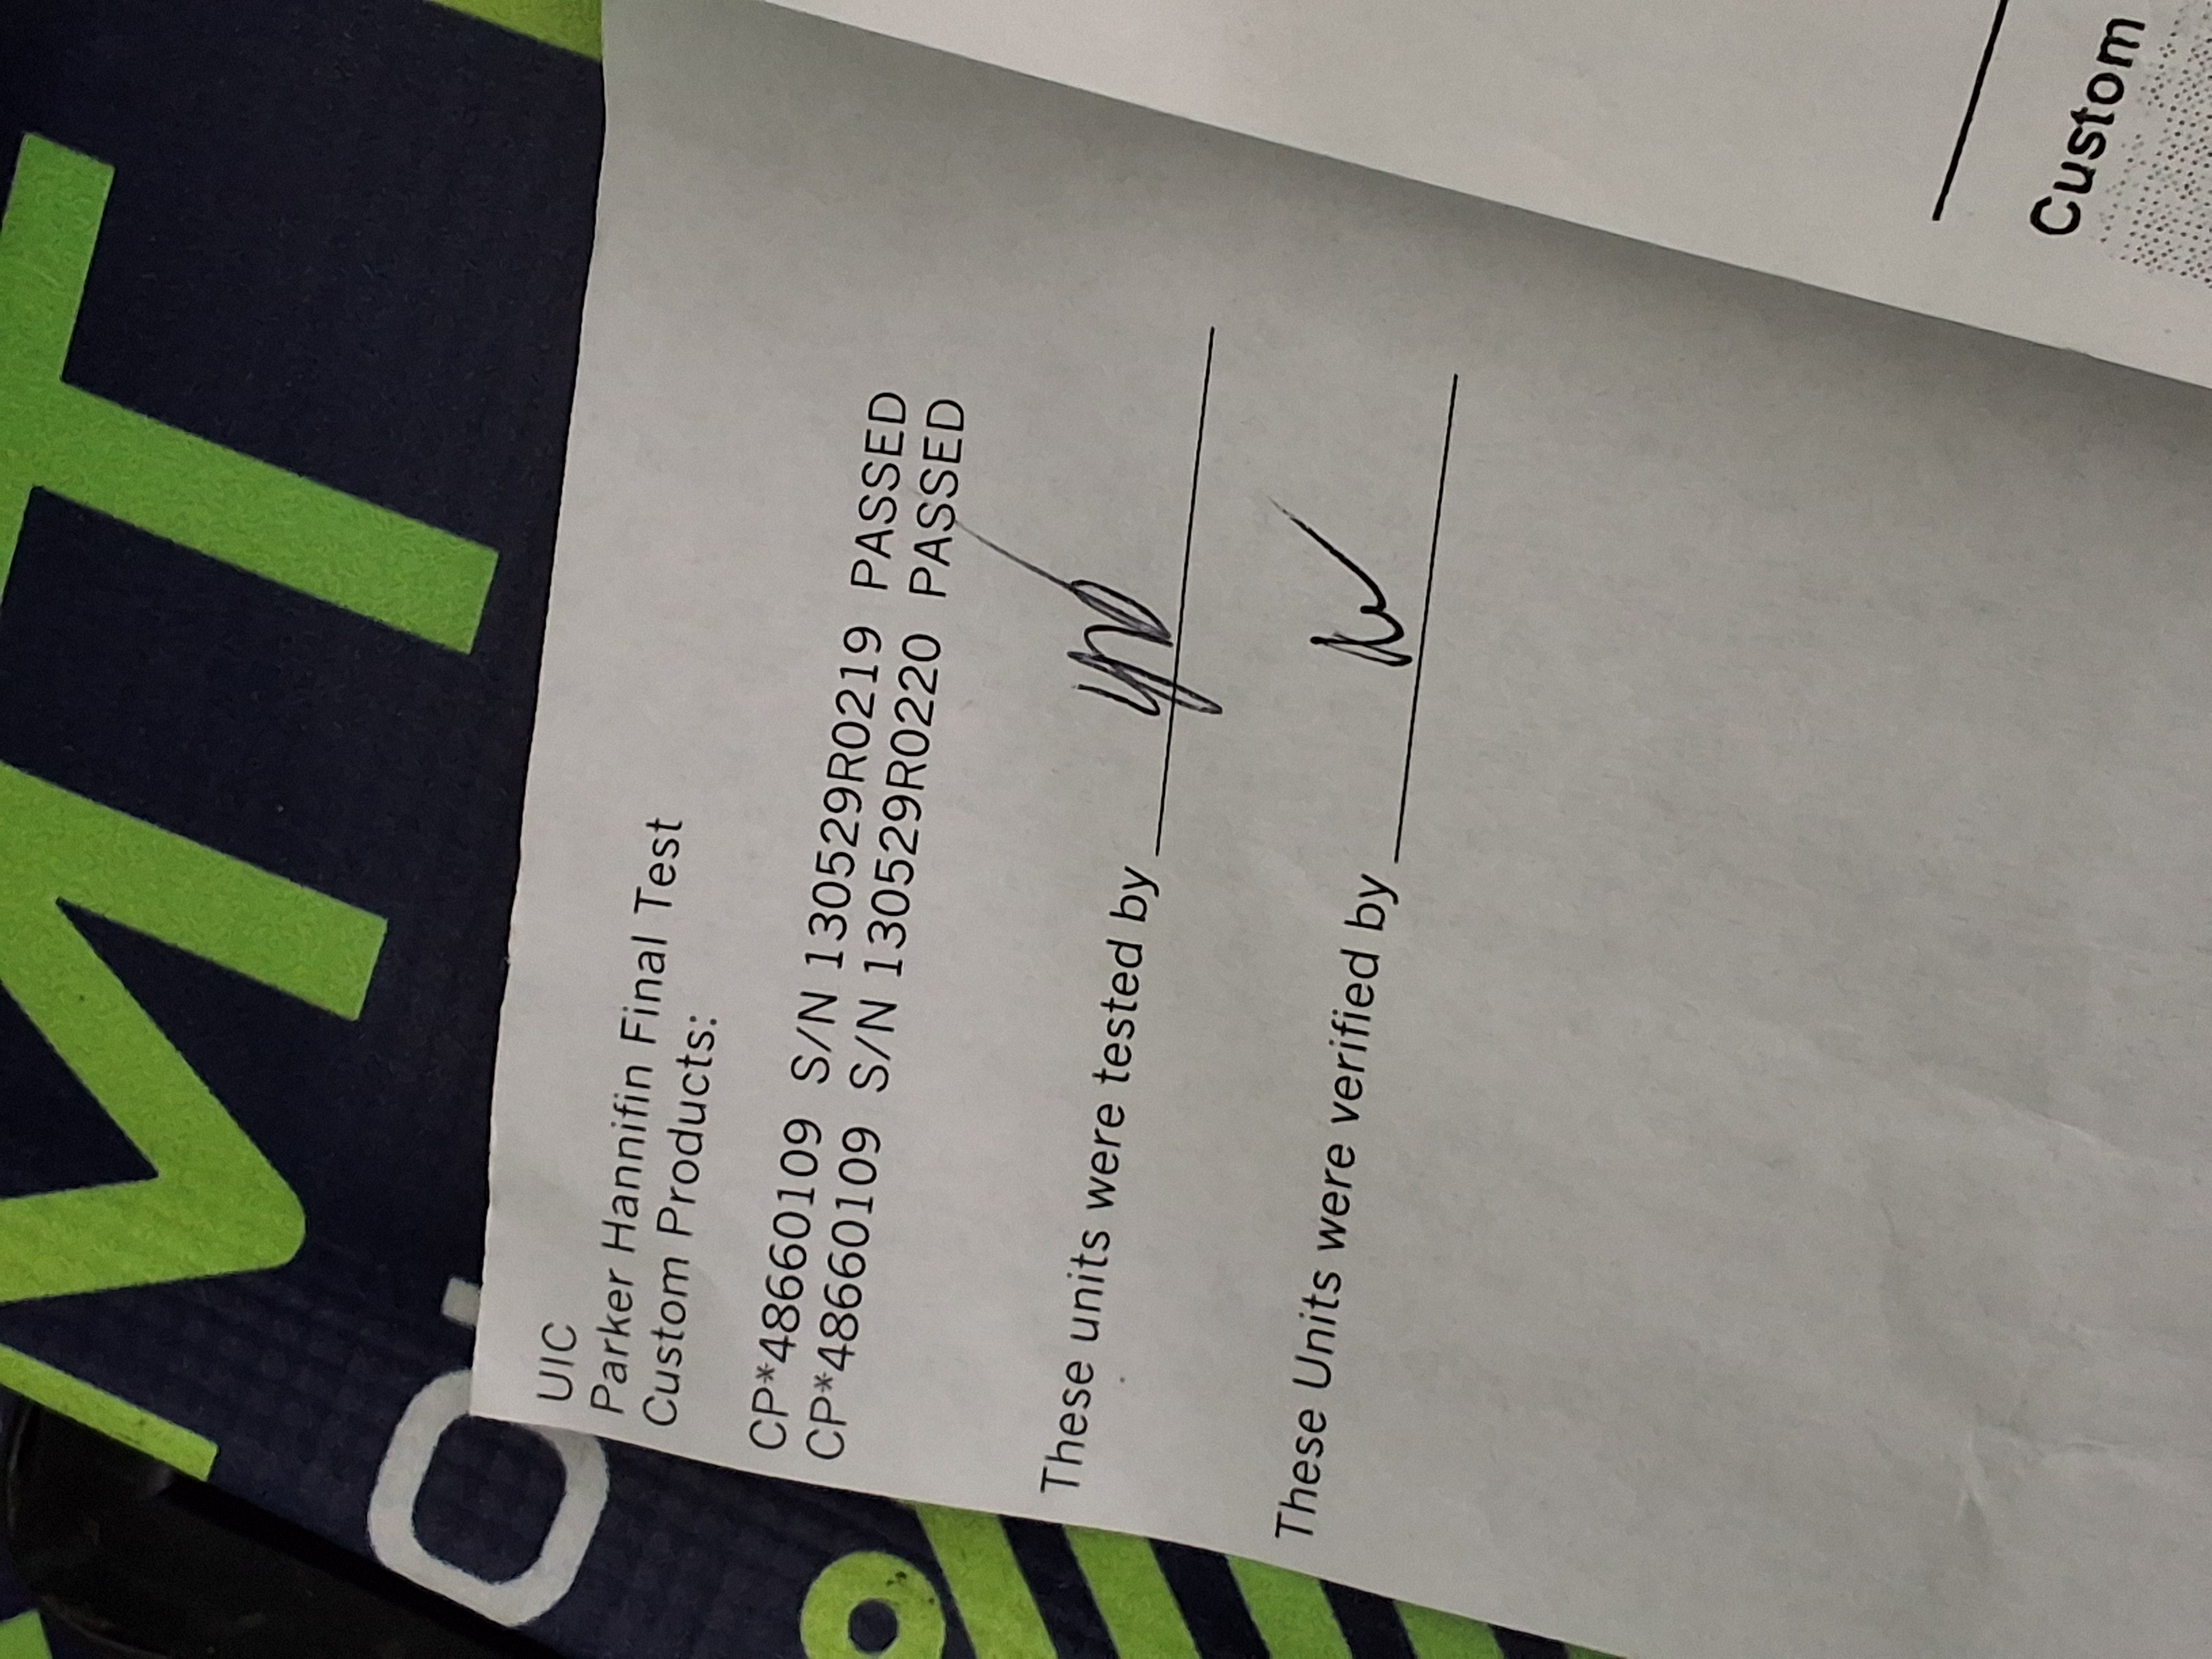 UIC
Parker Hannifin Final Test
Custom Products:
CP*48660109 S/N 130529R0219 PASSED
CP*48660109 S/N 130529R0220 PASSED
These units were tested by
These Units were verified by
Custom